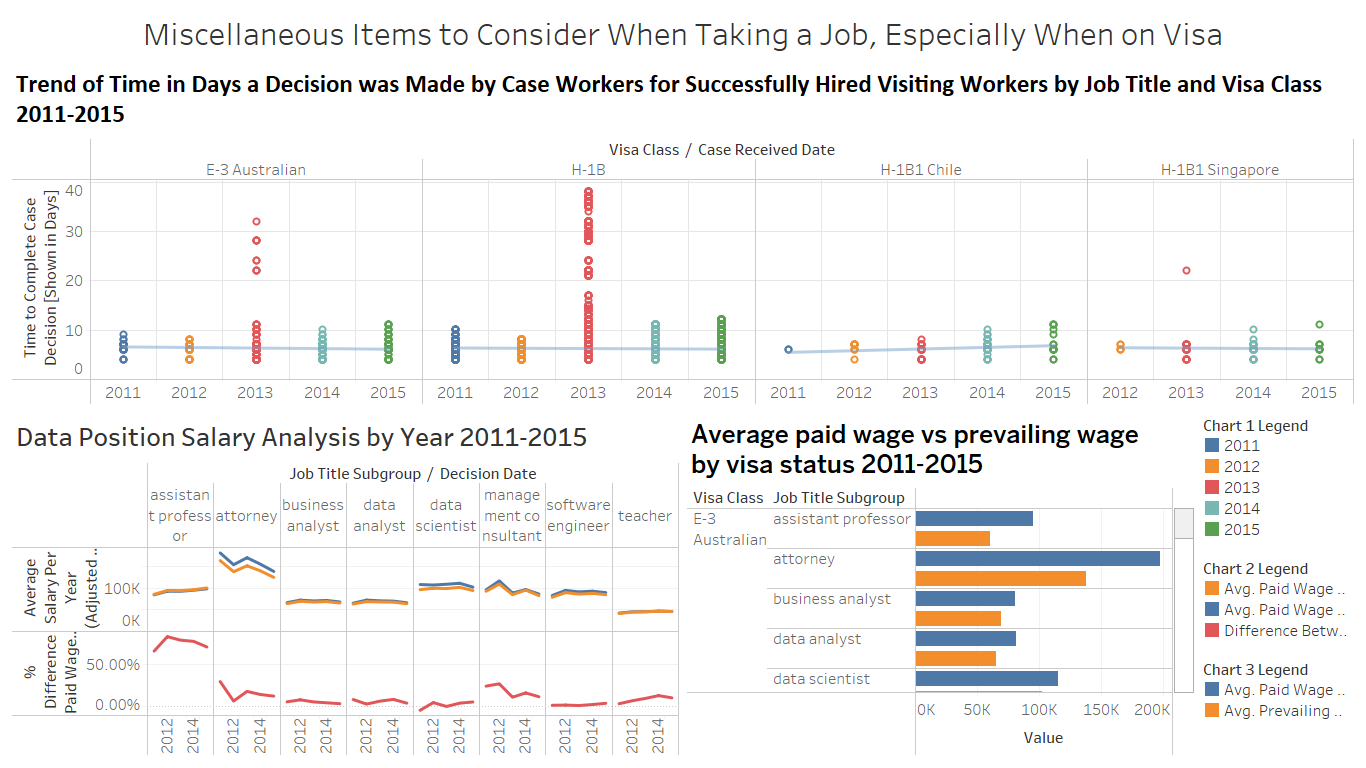 Miscellaneous Items to Consider When Taking a Job, Especially When on Visa
Trend of Time in Days a Decision was Made by Case Workers for Successfully Hired Visiting Workers by Job Title and Visa Class
2011-2015
Visa Class / Case Received Date
E-3 Australian
H-1B
H-1B1 Chile
H-1B1 Singapore
Time to Complete Case
Decision [Shown in Days]
40
30
20
10
0
2011 2012 2013 2014 2015 2011 2012 2013 2014 2015 2011 2012 2013 2014 2015 2012 2013 2014 2015
Data Position Salary Analysis by Year 2011-2015
Job Title Subgroup / Decision Date
assistan
t profess
or
attorney
business
analyst
data
analyst
data
scientist
manage
ment co
nsultant
software
engineer
teacher
Average
Salary Per
Year
(Adjusted ..
100K
0K
%
Difference
Paid Wage..
50.00%
0.00%
2012 2014 2012 2014 2012 2014 2012 2014 2012 2014 2012 2014 2012 2014 2012 2014
Average paid wage vs prevailing wage
by visa status 2011-2015
Visa Class Job Title Subgroup
E-3
Australian
assistant professor
attorney
business analyst
data analyst
data scientist
0K 50K 100K 150K 200K
Value
Chart 1 Legend
2011
2012
2013
2014
2015
Chart 2 Legend
Avg. Paid Wage ..
Avg. Paid Wage ..
Difference Betw..
Chart 3 Legend
Avg. Paid Wage ..
Avg. Prevailing ..